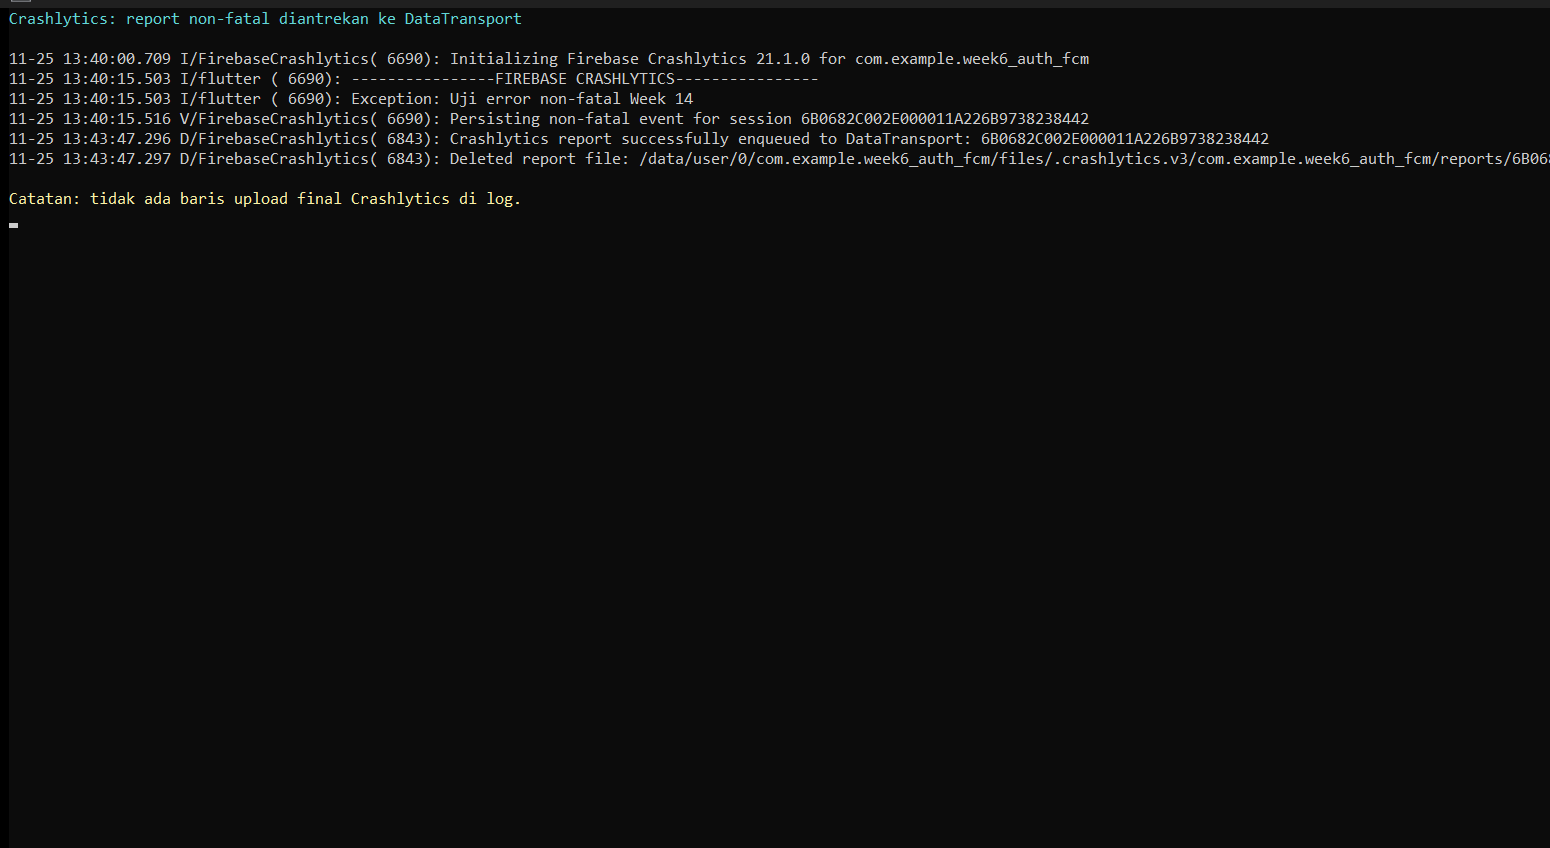 Crashlytics: report non-fatal diantrekan ke DataTransport
11-25 13:40:00.709 I/FirebaseCrashlytics( 6690): Initializing Firebase Crashlytics 21.1.0 for com.example.week6_auth_fcm
11-25 13:40:15.503 I/flutter ( 6690): ----------------FIREBASE CRASHLYTICS----------------
11-25 13:40:15.503 I/flutter ( 6690): Exception: Uji error non-fatal Week 14
11-25 13:40:15.516 V/FirebaseCrashlytics( 6690): Persisting non-fatal event for session 6B0682C002E000011A226B9738238442
11-25 13:43:47.296 D/FirebaseCrashlytics( 6843): Crashlytics report successfully enqueued to DataTransport: 6B0682C002E000011A226B9738238442
11-25 13:43:47.297 D/FirebaseCrashlytics( 6843): Deleted report file: /data/user/0/com.example.week6_auth_fcm/files/.crashlytics.v3/com.example.week6_auth_fcm/reports/6B068
Catatan: tidak ada baris upload final Crashlytics di log.